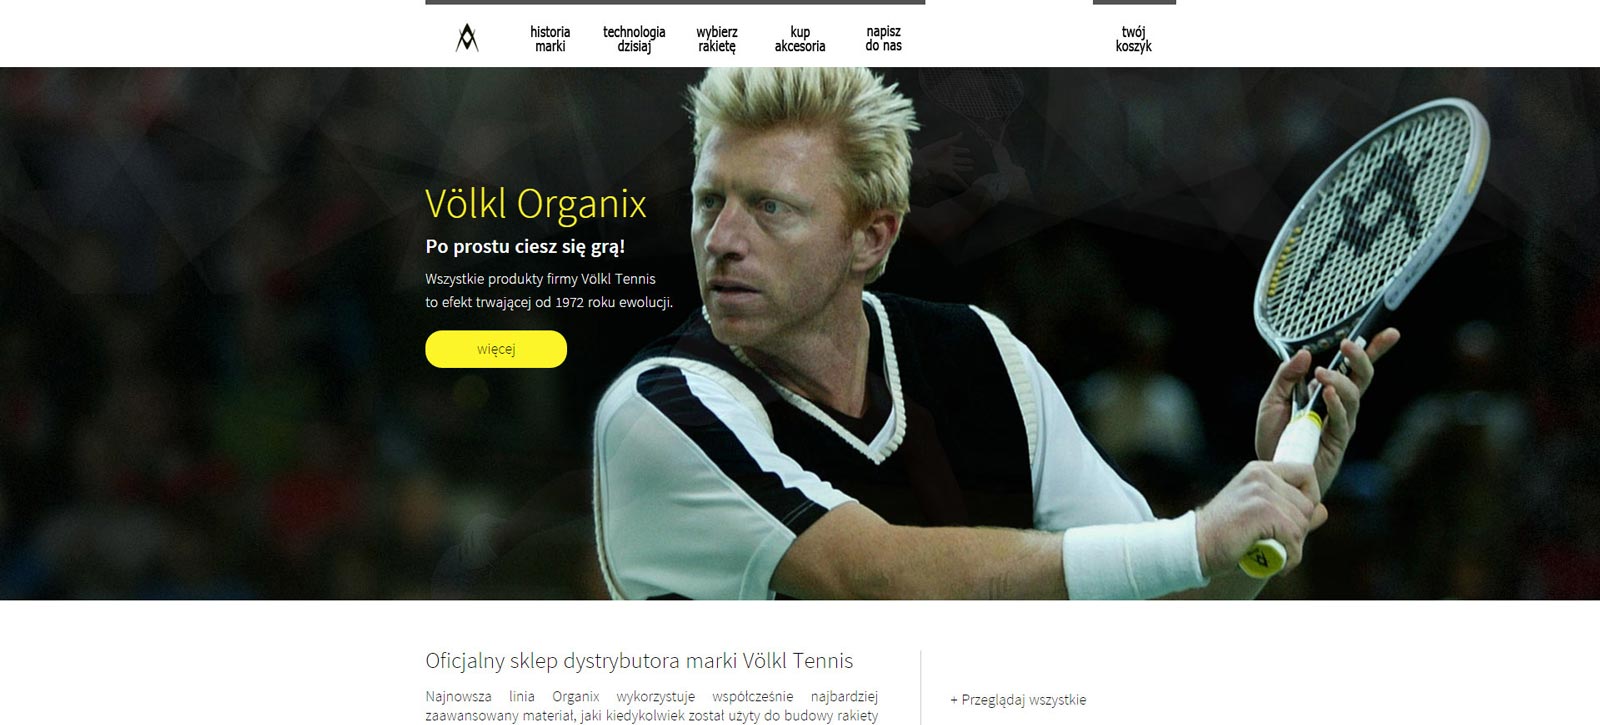 historia
marki
technologia
dzisiaj
wybierz
rakietę
kup
akcesoria
napisz
do nas
twój
koszyk
Völkl Organix
Po prostu ciesz się grą!
Wszystkie produkty firmy Völkl Tennis
to efekt trwającej od 1972 roku ewolucji.
więcej
Oficjalny sklep dystrybutora marki Völkl Tennis
Najnowsza linia Organix wykorzystuje współcześnie najbardziej
zaawansowany materiał, jaki kiedykolwiek został użyty do budowy rakiety
+ Przeglądaj wszystkie